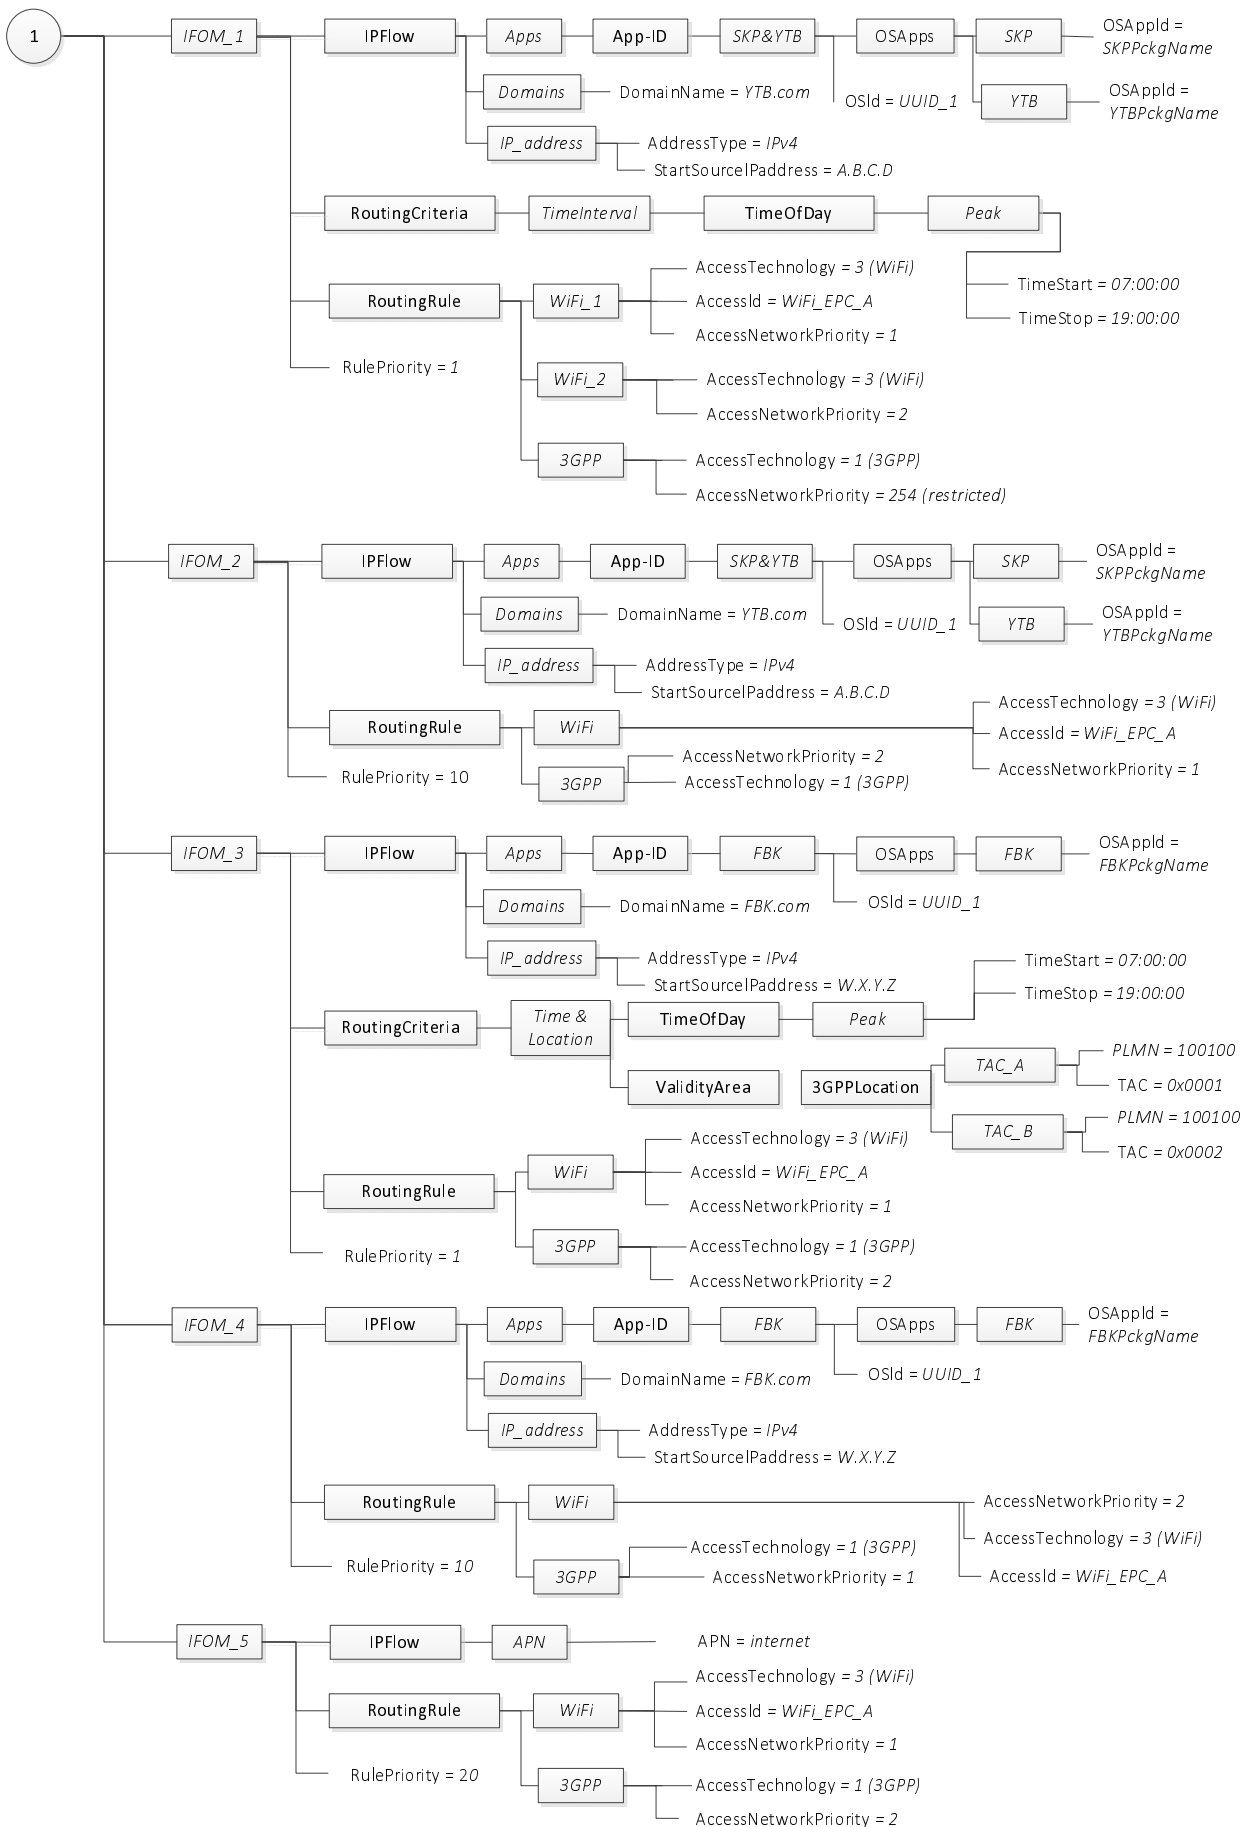 1
IFOM_1
IPFlow
Apps
App-ID
SKP&YTB
OSApps
SKP
OSAppId =
SKPPckgName
Domains
DomainName = YTB.com
OSId = UUID_1
YTB
OSAppId =
YTBPckgName
IP_address
AddressType = IPv4
StartSourceIPaddress = A.B.C.D
RoutingCriteria
TimeInterval
TimeOfDay
Peak
TimeStart = 07:00:00
TimeStop = 19:00:00
RoutingRule
WiFi_1
AccessTechnology = 3 (WiFi)
AccessId = WiFi_EPC_A
AccessNetworkPriority = 1
RulePriority = 1
WiFi_2
AccessTechnology = 3 (WiFi)
AccessNetworkPriority = 2
3GPP
AccessTechnology = 1 (3GPP)
AccessNetworkPriority = 254 (restricted)
IFOM_2
IPFlow
Apps
App-ID
SKP&YTB
OSApps
SKP
OSAppId =
SKPPckgName
Domains
DomainName = YTB.com
OSId = UUID_1
YTB
OSAppId =
YTBPckgName
IP_address
AddressType = IPv4
StartSourceIPaddress = A.B.C.D
RoutingRule
WiFi
AccessTechnology = 3 (WiFi)
AccessId = WiFi_EPC_A
AccessNetworkPriority = 1
RulePriority = 10
3GPP
AccessNetworkPriority = 2
AccessTechnology = 1 (3GPP)
IFOM_3
IPFlow
Apps
App-ID
FBK
OSApps
FBK
OSAppId =
FBKPckgName
Domains
DomainName = FBK.com
OSId = UUID_1
IP_address
AddressType = IPv4
StartSourceIPaddress = W.X.Y.Z
RoutingCriteria
Time &
Location
TimeOfDay
Peak
TimeStart = 07:00:00
TimeStop = 19:00:00
ValidityArea
3GPPLocation
TAC_A
PLMN = 100100
TAC = 0x0001
TAC_B
PLMN = 100100
TAC = 0x0002
RoutingRule
WiFi
AccessTechnology = 3 (WiFi)
AccessId = WiFi_EPC_A
AccessNetworkPriority = 1
RulePriority = 1
3GPP
AccessTechnology = 1 (3GPP)
AccessNetworkPriority = 2
IFOM_4
IPFlow
Apps
App-ID
FBK
OSApps
FBK
OSAppId =
FBKPckgName
Domains
DomainName = FBK.com
OSId = UUID_1
IP_address
AddressType = IPv4
StartSourceIPaddress = W.X.Y.Z
RoutingRule
WiFi
AccessNetworkPriority = 2
AccessTechnology = 3 (WiFi)
AccessId = WiFi_EPC_A
RulePriority = 10
3GPP
AccessTechnology = 1 (3GPP)
AccessNetworkPriority = 1
IFOM_5
IPFlow
APN
APN = internet
RoutingRule
WiFi
AccessTechnology = 3 (WiFi)
AccessId = WiFi_EPC_A
AccessNetworkPriority = 1
RulePriority = 20
3GPP
AccessTechnology = 1 (3GPP)
AccessNetworkPriority = 2